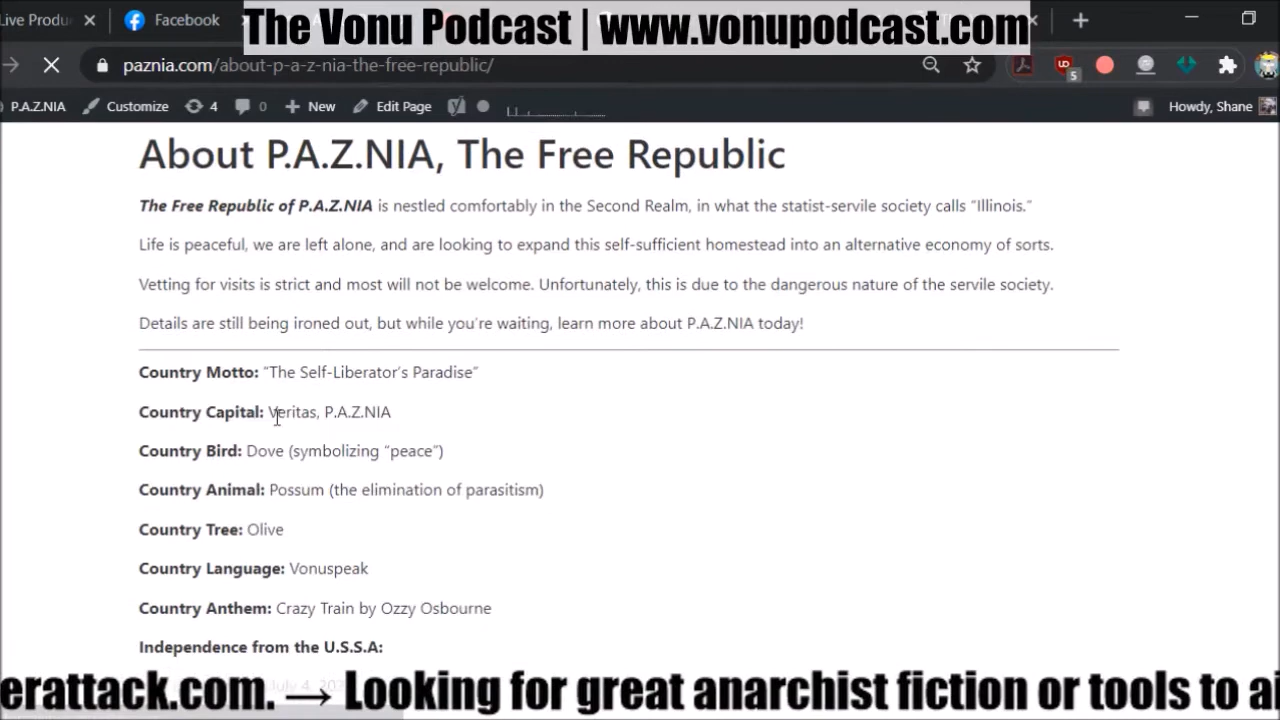 Live Produ
Facebook
The Vonu Podcast | www.vonupodcast.com
paznia.com/about-p-a-z-nia-the-free-republic/
5
P.A.Z.NIA Customize 4 0 New Edit Page Howdy, Shane
About P.A.Z.NIA, The Free Republic
The Free Republic of P.A.Z.NIA is nestled comfortably in the Second Realm, in what the statist-servile society calls “Illinois.”
Life is peaceful, we are left alone, and are looking to expand this self-sufficient homestead into an alternative economy of sorts.
Vetting for visits is strict and most will not be welcome. Unfortunately, this is due to the dangerous nature of the servile society.
Details are still being ironed out, but while you’re waiting, learn more about P.A.Z.NIA today!
Country Motto: “The Self-Liberator’s Paradise”
Country Capital: Veritas, P.A.Z.NIA
Country Bird: Dove (symbolizing “peace”)
Country Animal: Possum (the elimination of parasitism)
Country Tree: Olive
Country Language: Vonuspeak
Country Anthem: Crazy Train by Ozzy Osbourne
Independence from the U.S.S.A:
July 4,
erattack.com. → Looking for great anarchist fiction or tools to ai